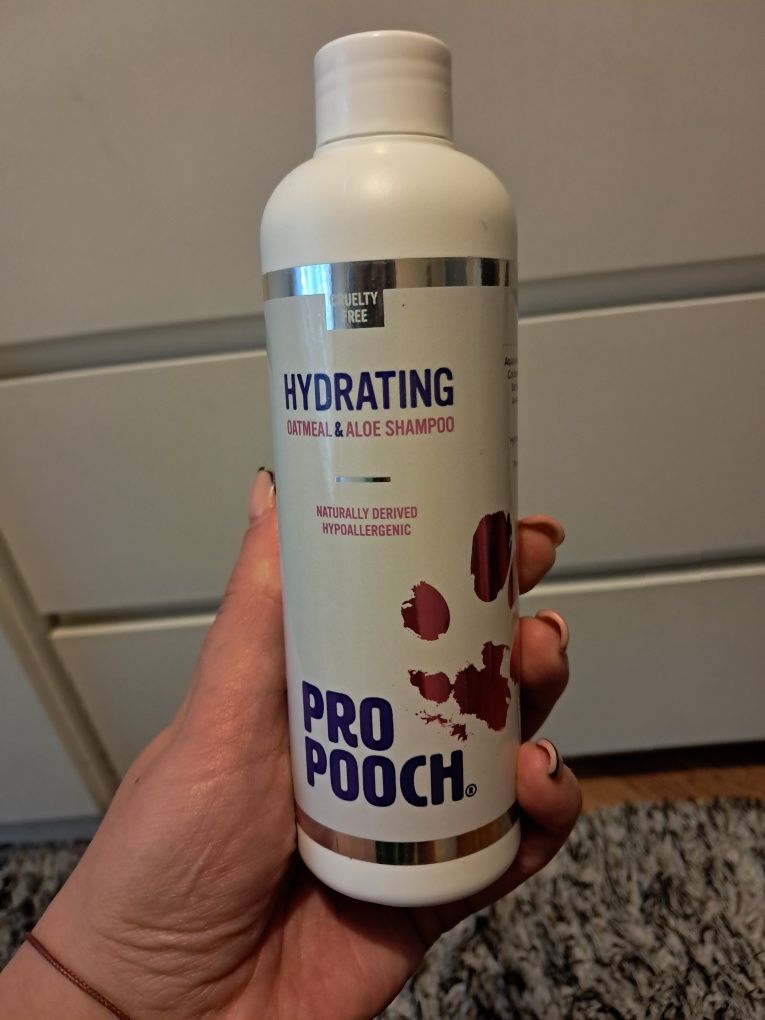 CRUELTY
FREE
HYDRATING
OATMEAL & ALOE SHAMPOO
NATURALLY DERIVED
HYPOALLERGENIC
PRO
POOCH®